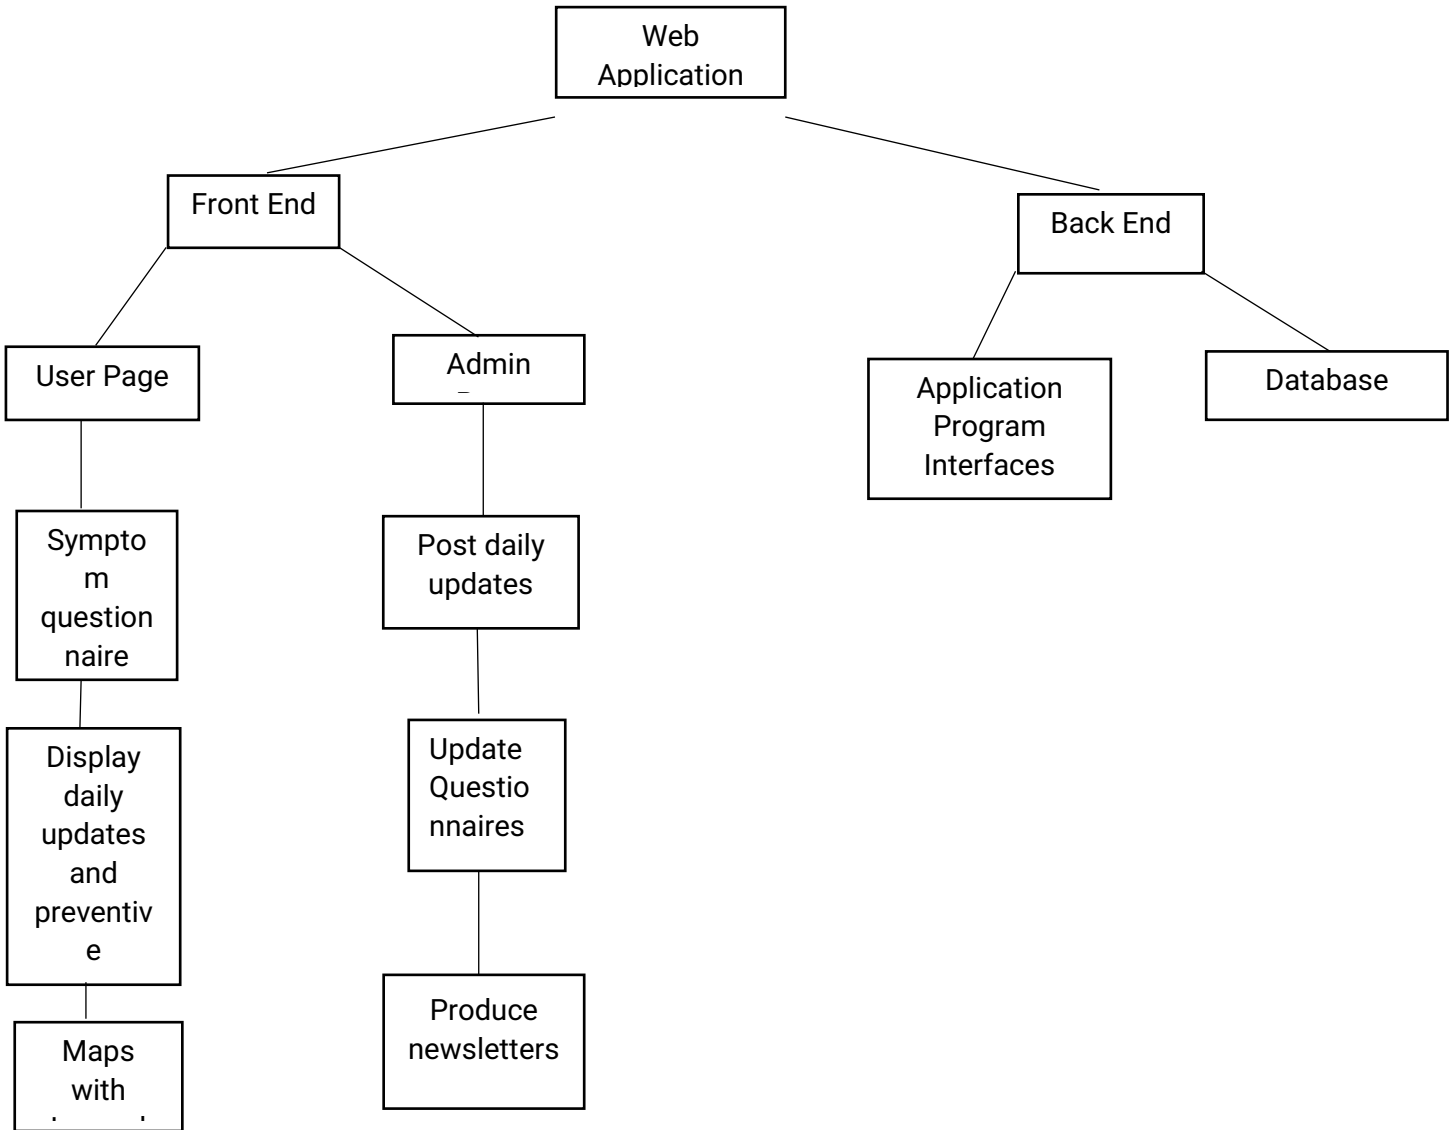 Web
Application
Front End
Back End
User Page
Admin
Application
Program
Interfaces
Database
Sympto
m
question
naire
Post daily
updates
Display
daily
updates
and
preventiv
e
Update
Questio
nnaires
Maps
with
Produce
newsletters